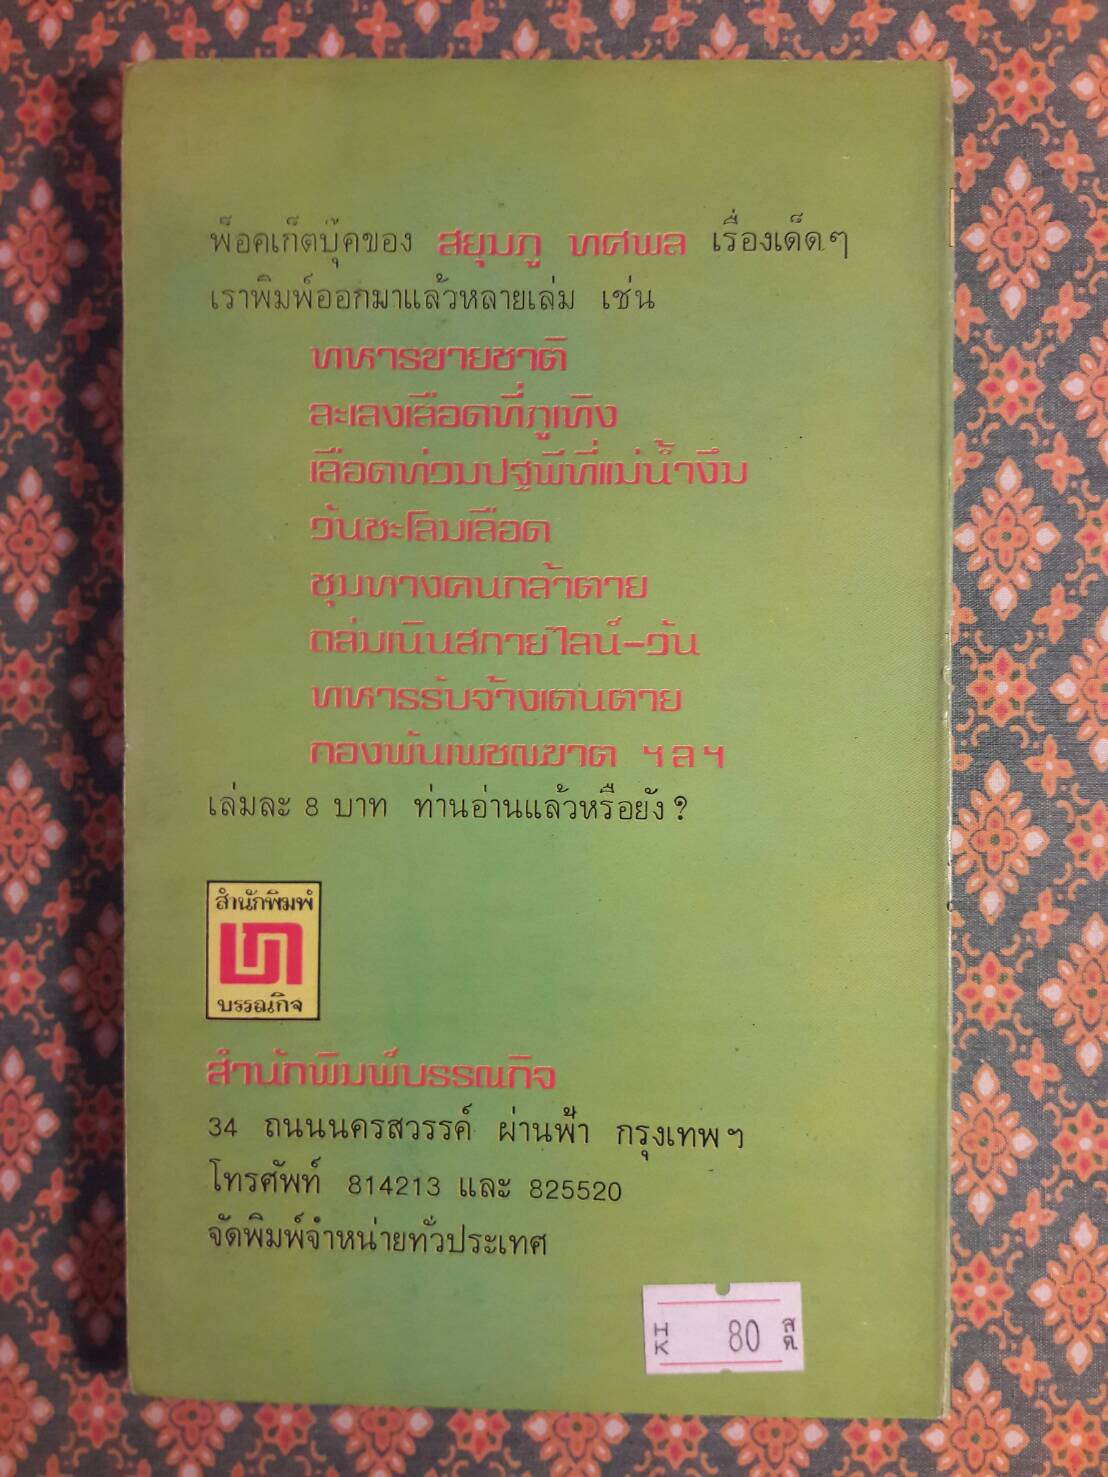 พ็อคเก็ตบุ๊คของ สยุมภู ทศพล เรื่องเด็ดๆ
เราพิมพ์ออกมาแล้วหลายเล่ม เช่น
ทหารขายชาติ
ละเลงเลือดที่ภูเทิง
เลือดท่วมปฐพีที่แม่น้ำงึม
วันชะโลมเลือด
ชุมทางคนกล้าตาย
ถล่มเนินสกายไลน์-วัน
ทหารรับจ้างเดนตาย
กองพันเพชฌฆาต ฯลฯ
เล่มละ 8 บาท ท่านอ่านแล้วหรือยัง ?
สำนักพิมพ์
บรรณกิจ
สำนักพิมพ์บรรณกิจ
34 ถนนนครสวรรค์ ผ่านฟ้า กรุงเทพฯ
โทรศัพท์ 814213 และ 825520
จัดพิมพ์จำหน่ายทั่วประเทศ
HK 80 สต.